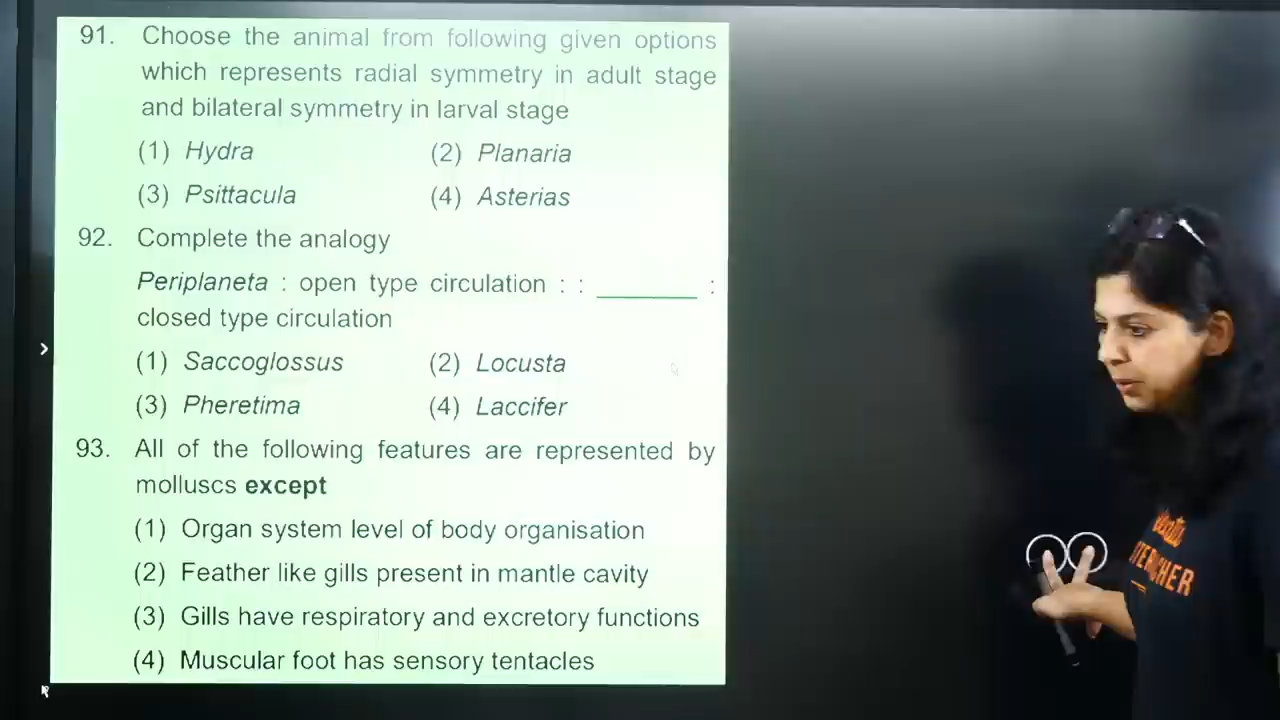 91. Choose the animal from following given options
which represents radial symmetry in adult stage
and bilateral symmetry in larval stage
(1) Hydra (2) Planaria
(3) Psittacula (4) Asterias
92. Complete the analogy
Periplaneta : open type circulation : : ________ :
closed type circulation
(1) Saccoglossus (2) Locusta
(3) Pheretima (4) Laccifer
93. All of the following features are represented by
molluscs except
(1) Organ system level of body organisation
(2) Feather like gills present in mantle cavity
(3) Gills have respiratory and excretory functions
(4) Muscular foot has sensory tentacles